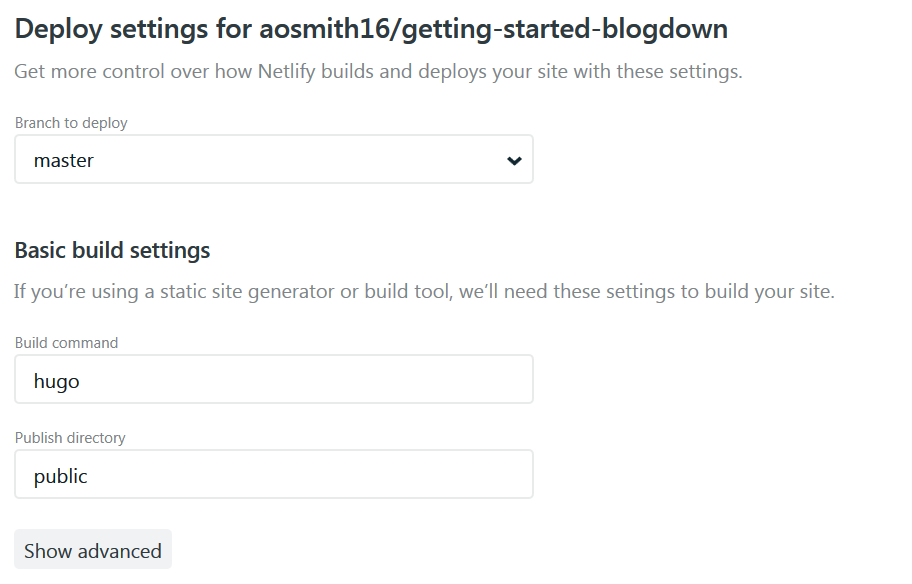 Deploy settings for aosmith16/getting-started-blogdown
Get more control over how Netlify builds and deploys your site with these settings.
Branch to deploy
master
Basic build settings
If you’re using a static site generator or build tool, we’ll need these settings to build your site.
Build command
hugo
Publish directory
public
Show advanced